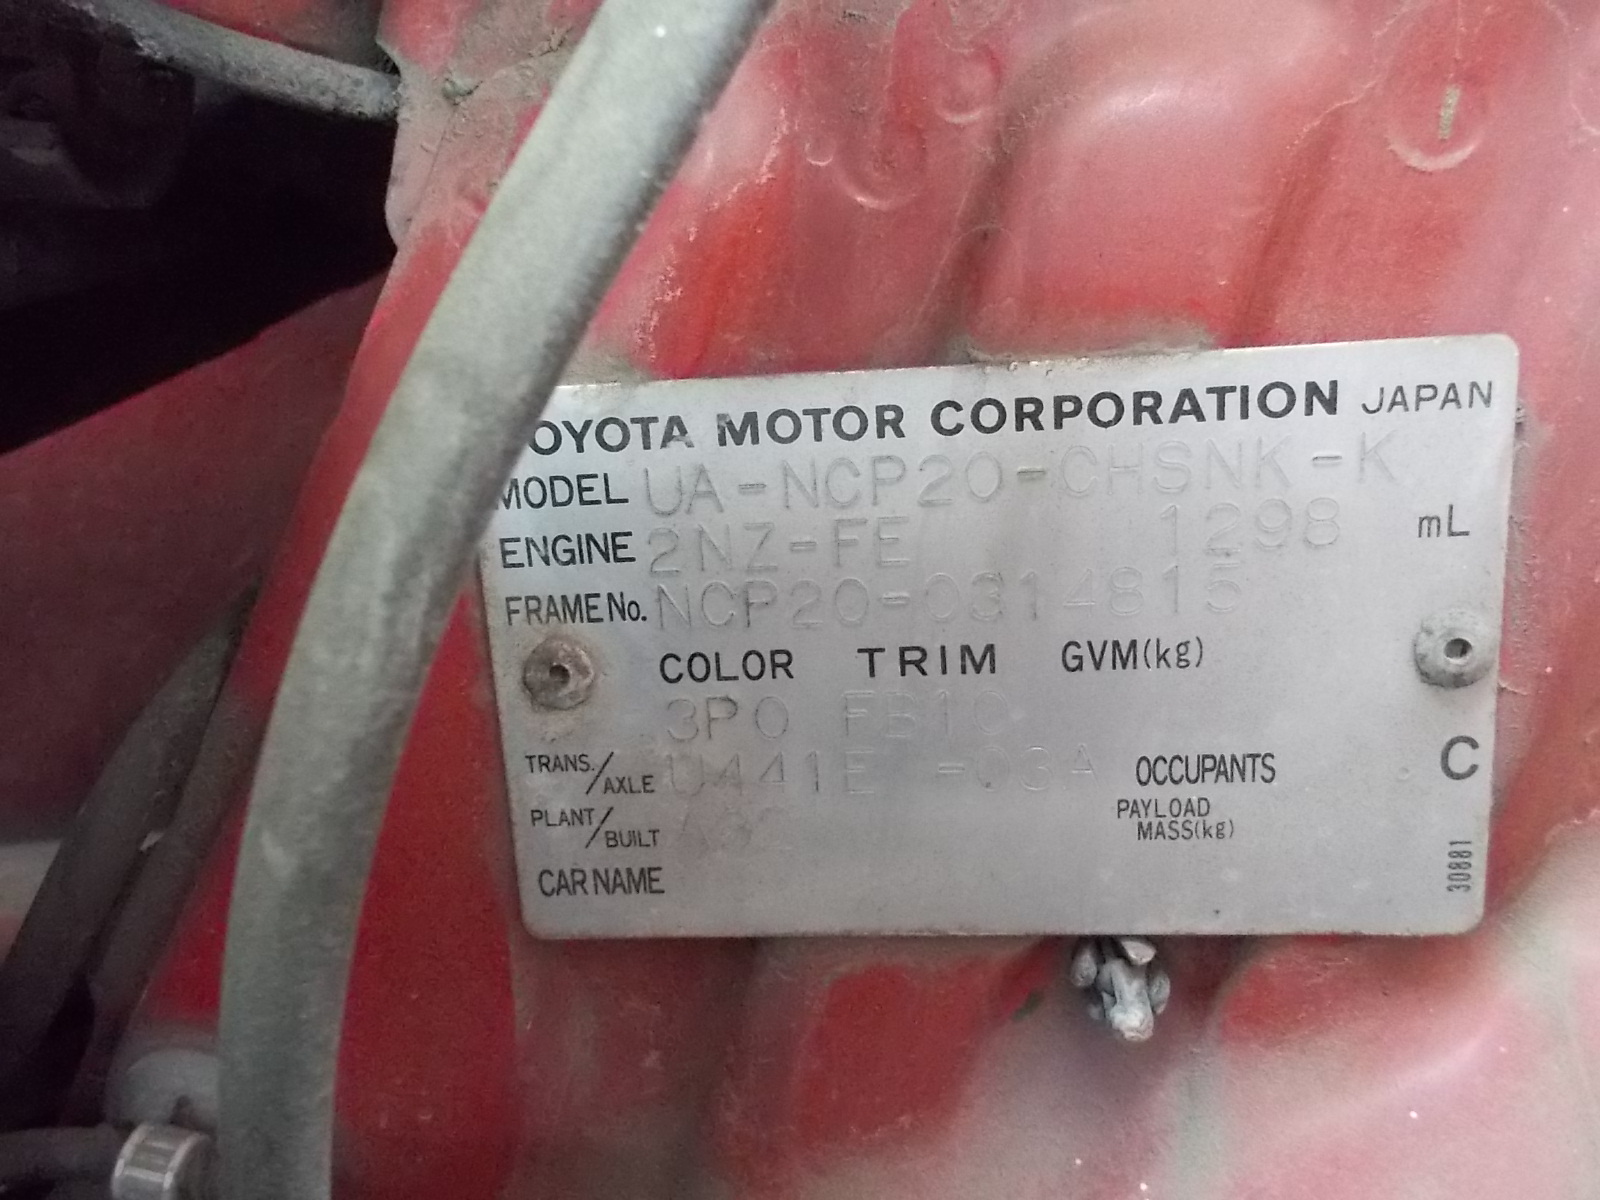 TOYOTA MOTOR CORPORATION JAPAN
MODEL UA-NCP20-CHSNK-K
ENGINE 2NZ-FE 1298 mL
FRAME No. NCP20-0314815
COLOR TRIM GVM(kg)
3P0 FB10
TRANS./AXLE U441E -03A OCCUPANTS C
PLANT/BUILT PAYLOAD MASS(kg)
CAR NAME
30881